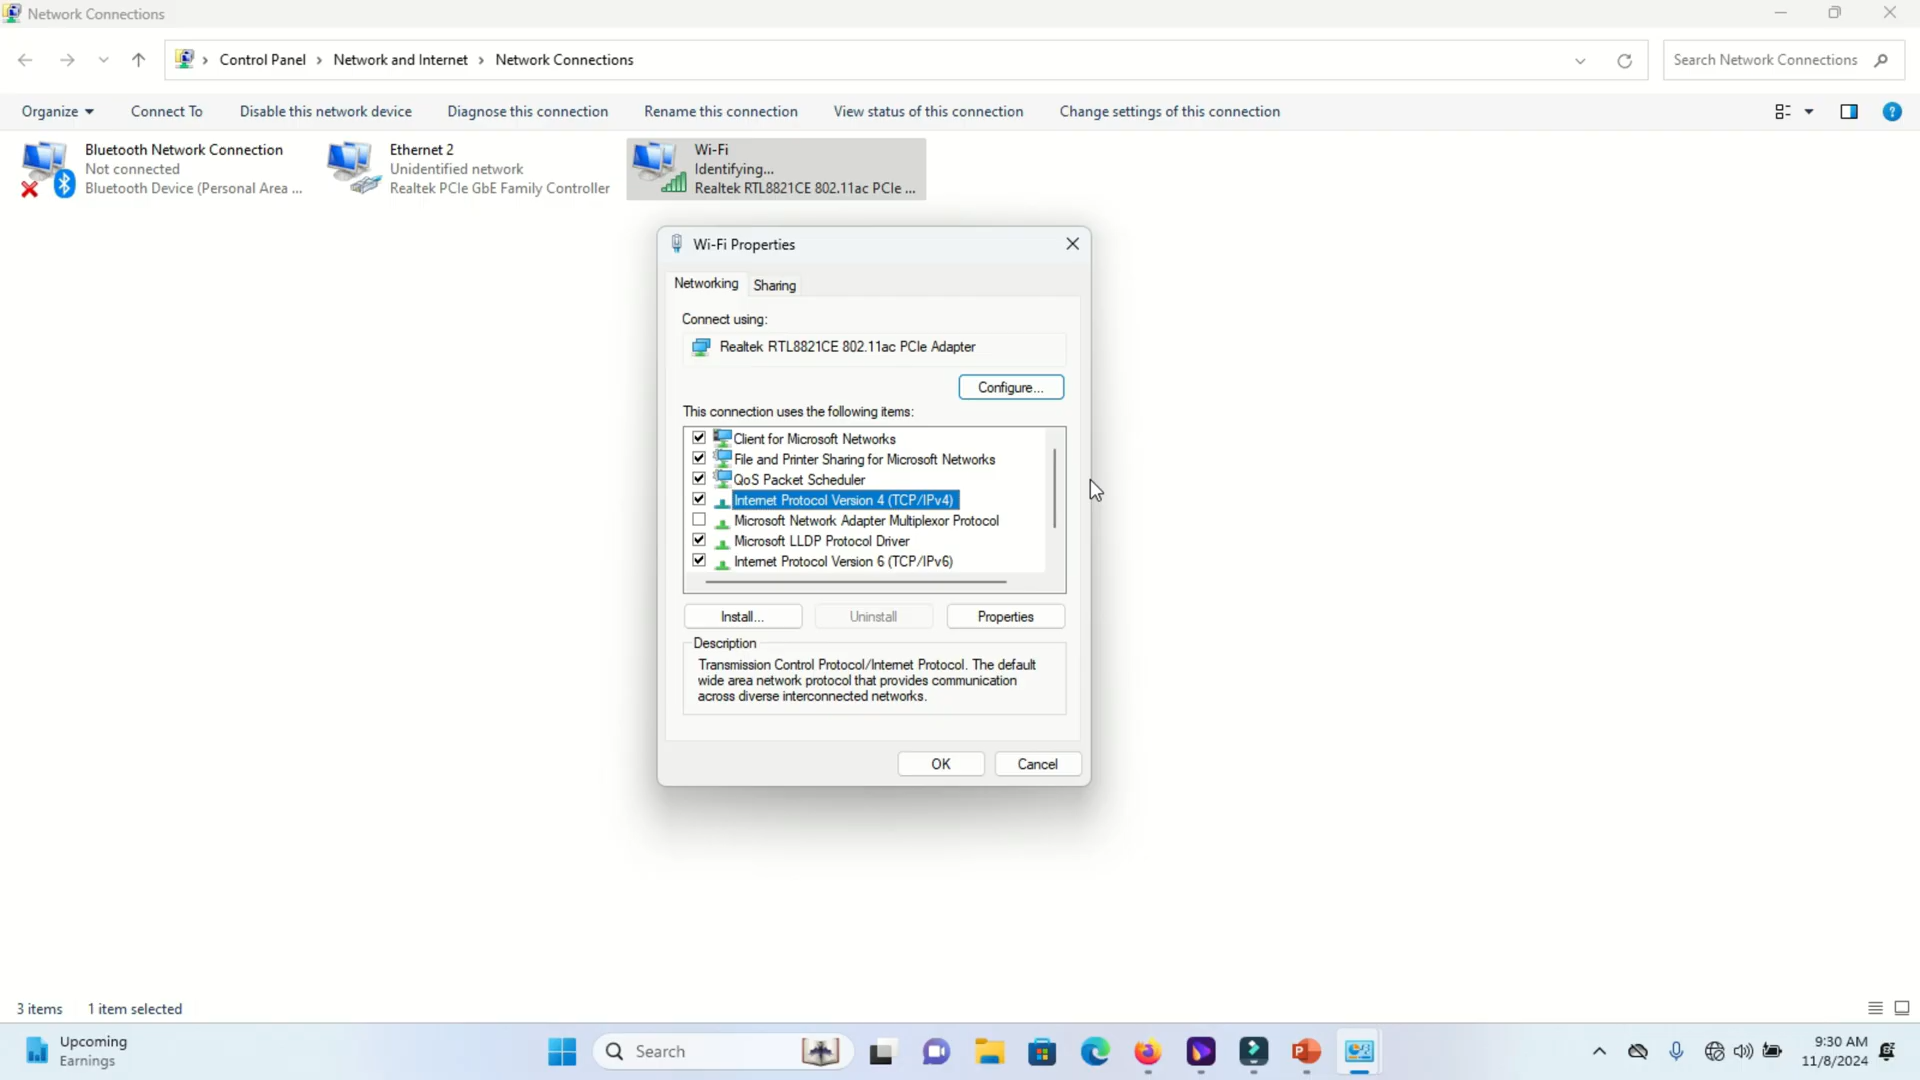 Network Connections
Control Panel > Network and Internet > Network Connections
Search Network Connections
Organize
Connect To
Disable this network device
Diagnose this connection
Rename this connection
View status of this connection
Change settings of this connection
Bluetooth Network Connection
Not connected
Bluetooth Device (Personal Area ...
Ethernet 2
Unidentified network
Realtek PCIe GbE Family Controller
Wi-Fi
Identifying...
Realtek RTL8821CE 802.11ac PCIe ...
Wi-Fi Properties
Networking
Sharing
Connect using:
Realtek RTL8821CE 802.11ac PCIe Adapter
Configure...
This connection uses the following items:
Client for Microsoft Networks
File and Printer Sharing for Microsoft Networks
QoS Packet Scheduler
Internet Protocol Version 4 (TCP/IPv4)
Microsoft Network Adapter Multiplexor Protocol
Microsoft LLDP Protocol Driver
Internet Protocol Version 6 (TCP/IPv6)
Install...
Uninstall
Properties
Description
Transmission Control Protocol/Internet Protocol. The default
wide area network protocol that provides communication
across diverse interconnected networks.
OK
Cancel
3 items
1 item selected
Upcoming
Earnings
Search
9:30 AM
11/8/2024